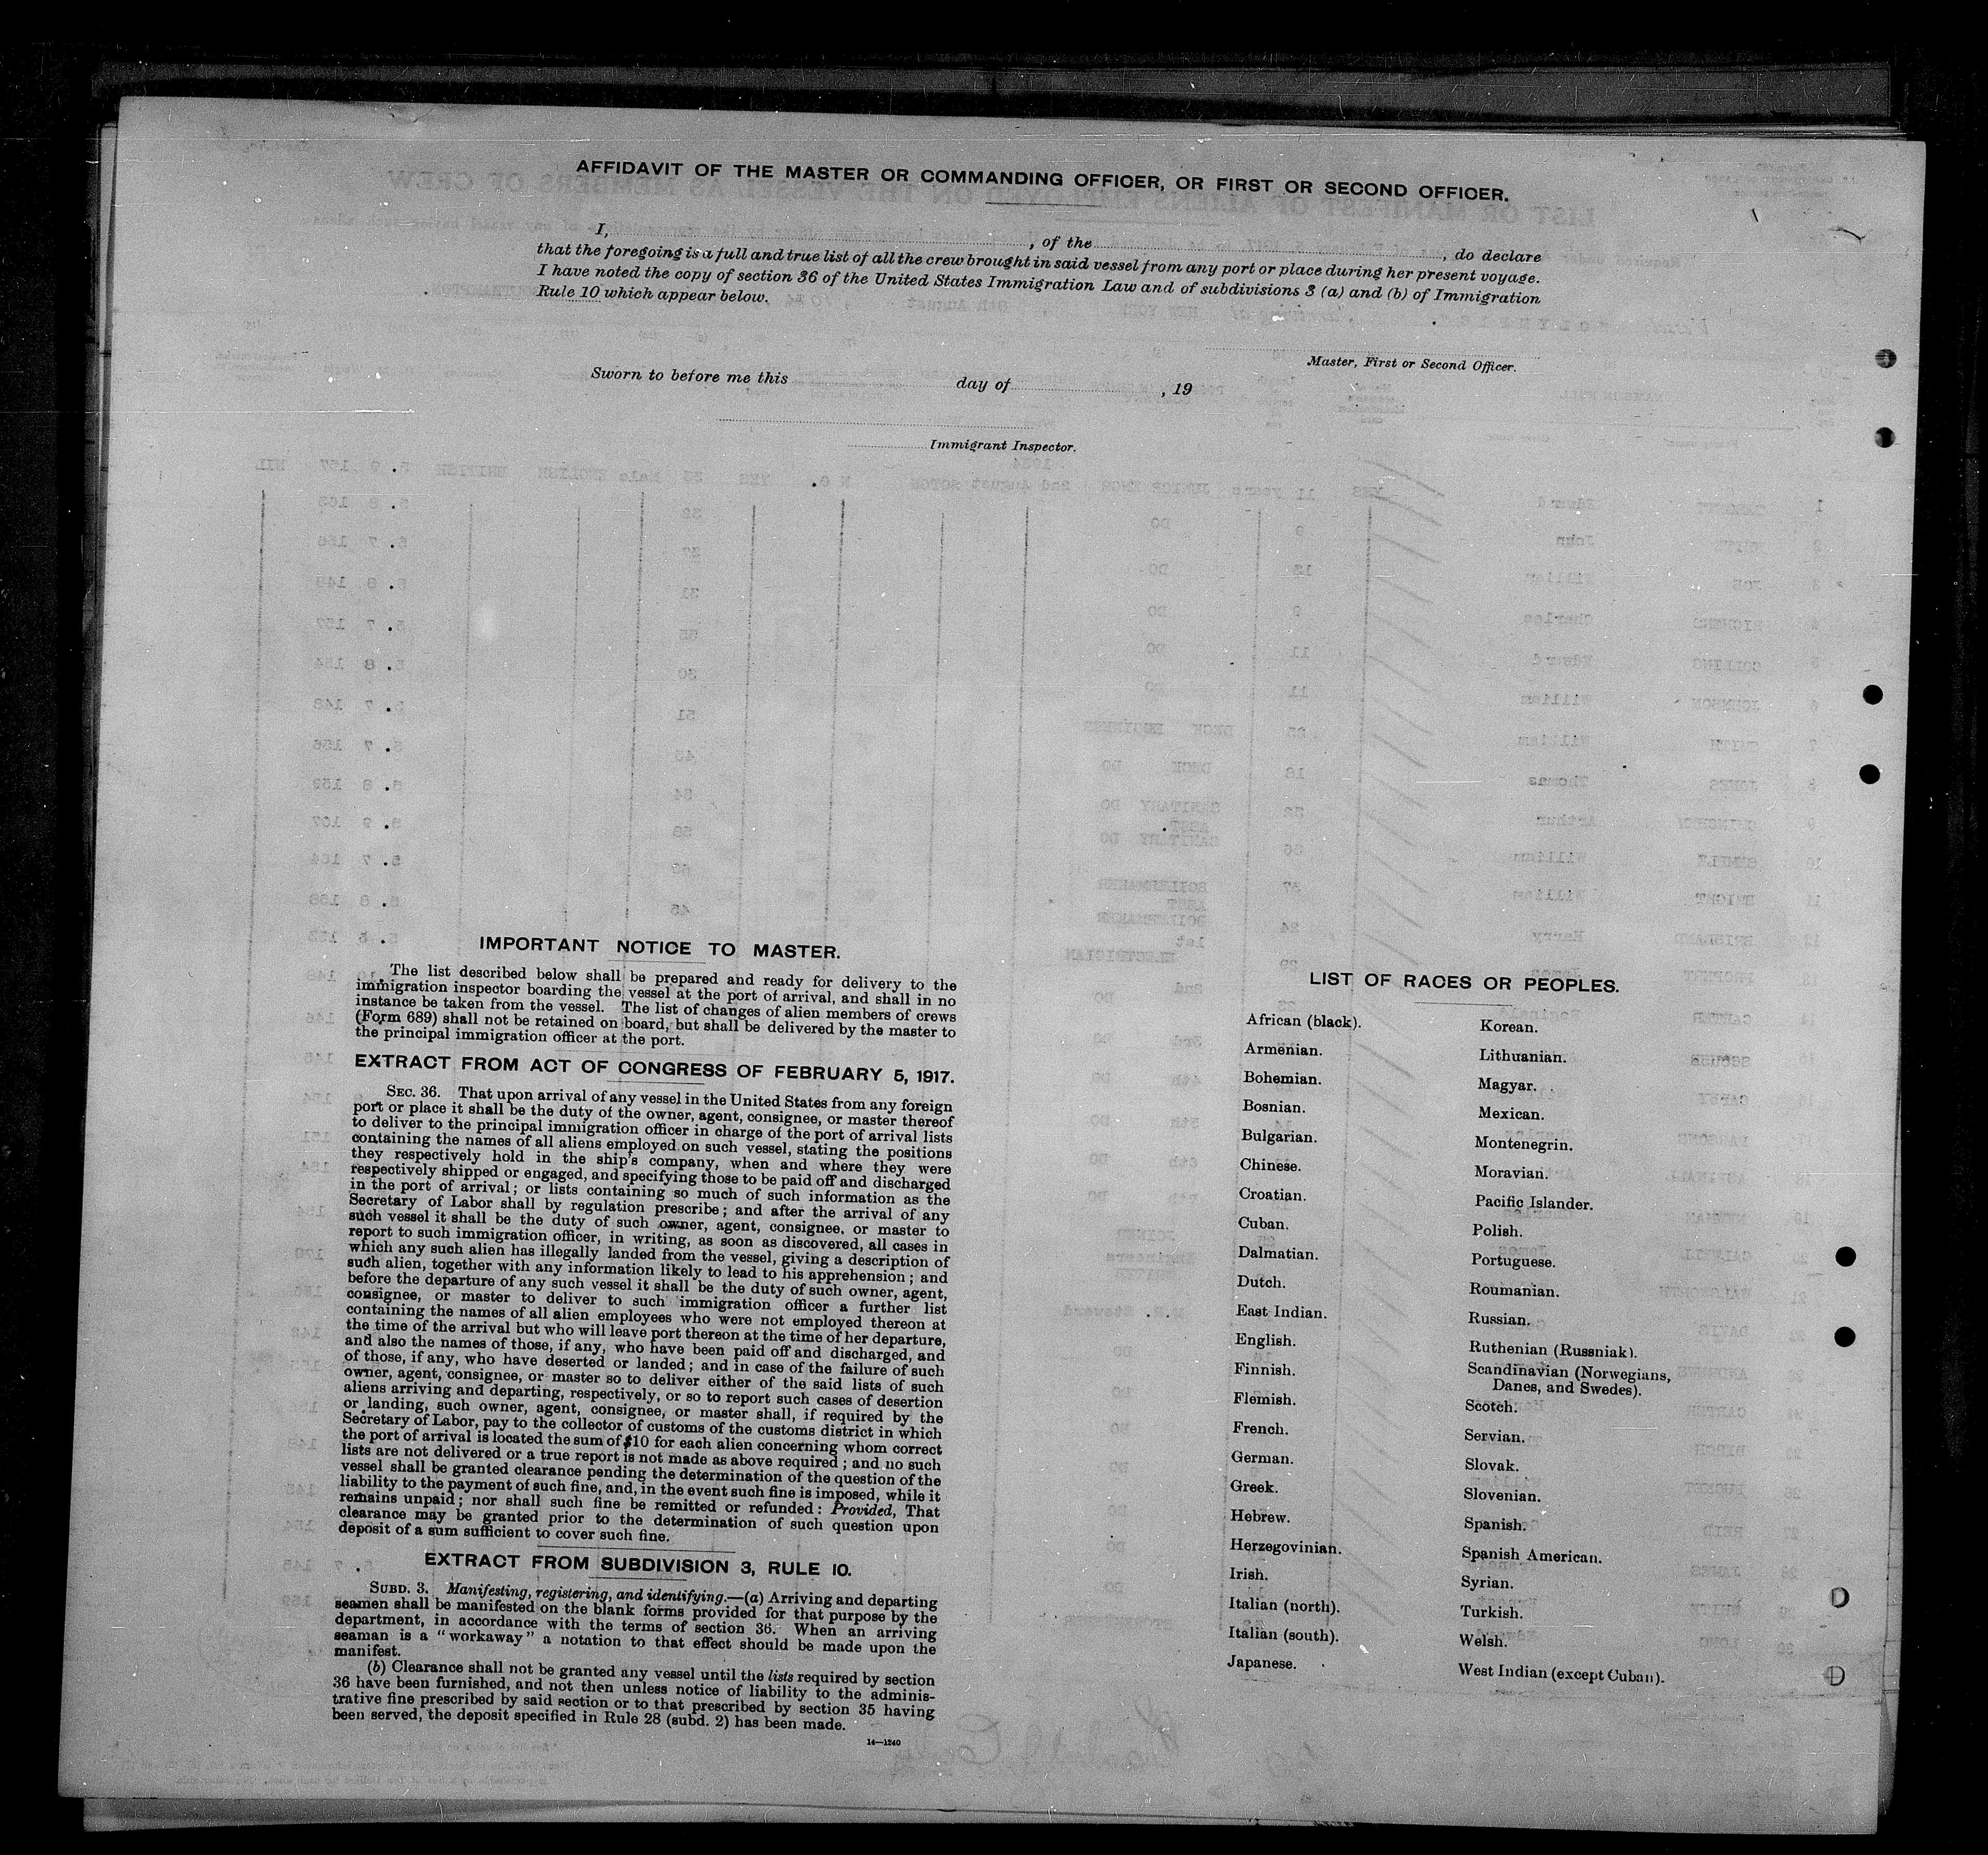 AFFIDAVIT OF THE MASTER OR COMMANDING OFFICER, OR FIRST OR SECOND OFFICER.
I, , of the , do declare
that the foregoing is a full and true list of all the crew brought in said vessel from any port or place during her present voyage.
I have noted the copy of section 36 of the United States Immigration Law and of subdivisions 3 (a) and (b) of Immigration
Rule 10 which appear below.
Master, First or Second Officer.
Sworn to before me this day of , 19
Immigrant Inspector.
IMPORTANT NOTICE TO MASTER.
The list described below shall be prepared and ready for delivery to the
immigration inspector boarding the vessel at the port of arrival, and shall in no
instance be taken from the vessel. The list of changes of alien members of crews
(Form 689) shall not be retained on board, but shall be delivered by the master to
the principal immigration officer at the port.
EXTRACT FROM ACT OF CONGRESS OF FEBRUARY 5, 1917.
SEC. 36. That upon arrival of any vessel in the United States from any foreign
port or place it shall be the duty of the owner, agent, consignee, or master thereof
to deliver to the principal immigration officer in charge of the port of arrival lists
containing the names of all aliens employed on such vessel, stating the positions
they respectively hold in the ship's company, when and where they were
respectively shipped or engaged, and specifying those to be paid off and discharged
in the port of arrival; or lists containing so much of such information as the
Secretary of Labor shall by regulation prescribe; and after the arrival of any
such vessel it shall be the duty of such owner, agent, consignee, or master to
report to such immigration officer, in writing, as soon as discovered, all cases in
which any such alien has illegally landed from the vessel, giving a description of
such alien, together with any information likely to lead to his apprehension; and
before the departure of any such vessel it shall be the duty of such owner, agent,
consignee, or master to deliver to such immigration officer a further list
containing the names of all alien employees who were not employed thereon at
the time of the arrival but who will leave port thereon at the time of her departure,
and also the names of those, if any, who have been paid off and discharged, and
of those, if any, who have deserted or landed; and in case of the failure of such
owner, agent, consignee, or master so to deliver either of the said lists of such
aliens arriving and departing, respectively, or so to report such cases of desertion
or landing, such owner, agent, consignee, or master shall, if required by the
Secretary of Labor, pay to the collector of customs of the customs district in which
the port of arrival is located the sum of $10 for each alien concerning whom correct
lists are not delivered or a true report is not made as above required; and no such
vessel shall be granted clearance pending the determination of the question of the
liability to the payment of such fine, and, in the event such fine is imposed, while it
remains unpaid; nor shall such fine be remitted or refunded: Provided, That
clearance may be granted prior to the determination of such question upon
deposit of a sum sufficient to cover such fine.
EXTRACT FROM SUBDIVISION 3, RULE 10.
SUBD. 3. Manifesting, registering, and identifying.—(a) Arriving and departing
seamen shall be manifested on the blank forms provided for that purpose by the
department, in accordance with the terms of section 36. When an arriving
seaman is a "workaway" a notation to that effect should be made upon the
manifest.
(b) Clearance shall not be granted any vessel until the lists required by section
36 have been furnished, and not then unless notice of liability to the adminis-
trative fine prescribed by said section or to that prescribed by section 35 having
been served, the deposit specified in Rule 28 (subd. 2) has been made.
14—1240
LIST OF RACES OR PEOPLES.
African (black).
Armenian.
Bohemian.
Bosnian.
Bulgarian.
Chinese.
Croatian.
Cuban.
Dalmatian.
Dutch.
East Indian.
English.
Finnish.
Flemish.
French.
German.
Greek.
Hebrew.
Herzegovinian.
Irish.
Italian (north).
Italian (south).
Japanese.
Korean.
Lithuanian.
Magyar.
Mexican.
Montenegrin.
Moravian.
Pacific Islander.
Polish.
Portuguese.
Roumanian.
Russian.
Ruthenian (Russniak).
Scandinavian (Norwegians,
Danes, and Swedes).
Scotch.
Servian.
Slovak.
Slovenian.
Spanish.
Spanish American.
Syrian.
Turkish.
Welsh.
West Indian (except Cuban).